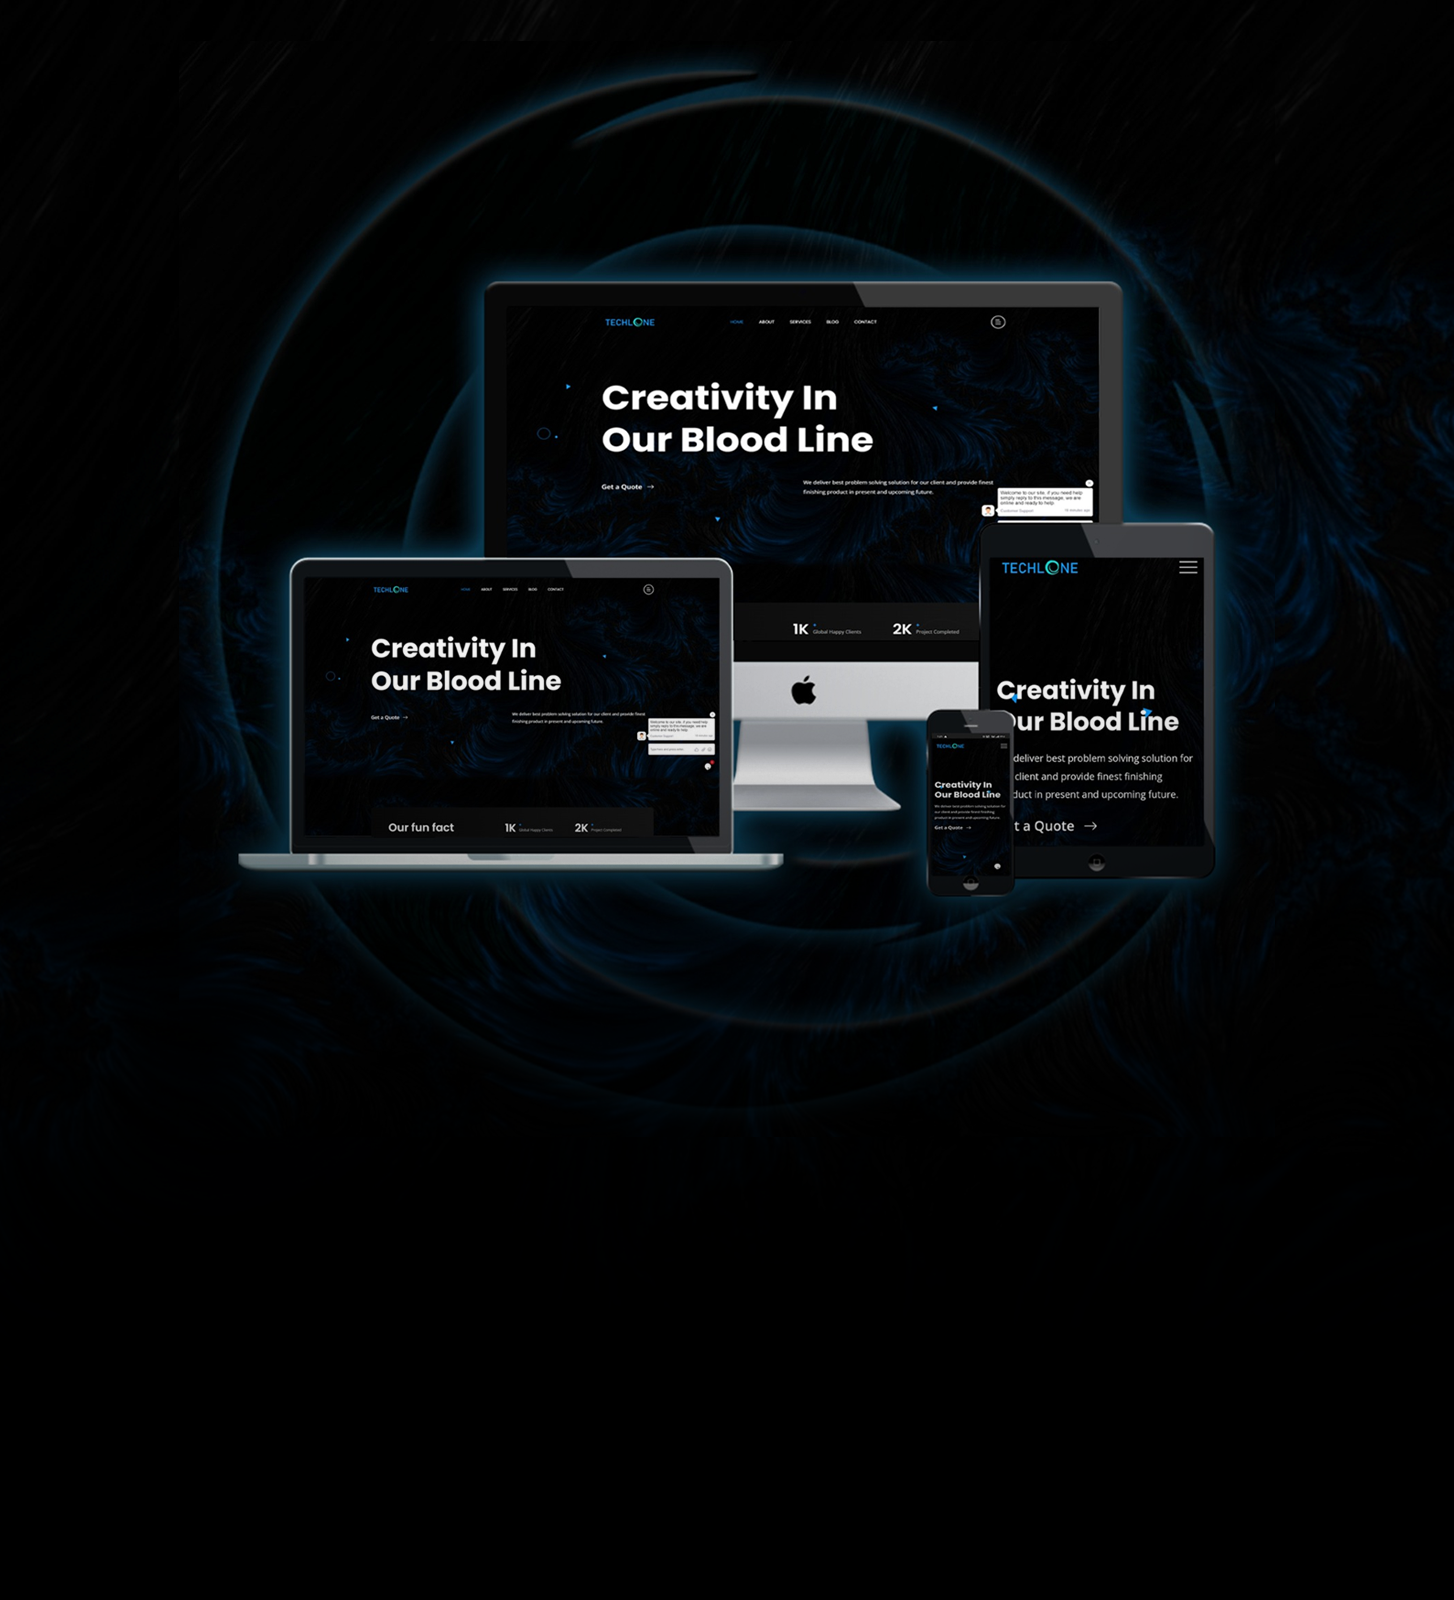 TECHLONE
HOME ABOUT SERVICES BLOG CONTACT
Creativity In
Our Blood Line
Get a Quote
We deliver best problem solving solution for our client and provide finest
finishing product in present and upcoming future.
Welcome to our site, if you need help
simply reply to this message, we are
online and ready to help
Customer Support 10 minutes ago
1K Global Happy Clients 2K Project Completed
TECHLONE
HOME ABOUT SERVICES BLOG CONTACT
Creativity In
Our Blood Line
Get a Quote
We deliver best problem solving solution for our client and provide finest
finishing product in present and upcoming future.
Welcome to our site, if you need help
simply reply to this message, we are
online and ready to help
Our fun fact 1K Global Happy Clients 2K Project Completed
TECHLONE
Creativity In
Our Blood Line
deliver best problem solving solution for
client and provide finest finishing
duct in present and upcoming future.
t a Quote
TECHLONE
Creativity In
Our Blood Line
We deliver best problem solving solution for
our client and provide finest finishing
product in present and upcoming future.
Get a Quote